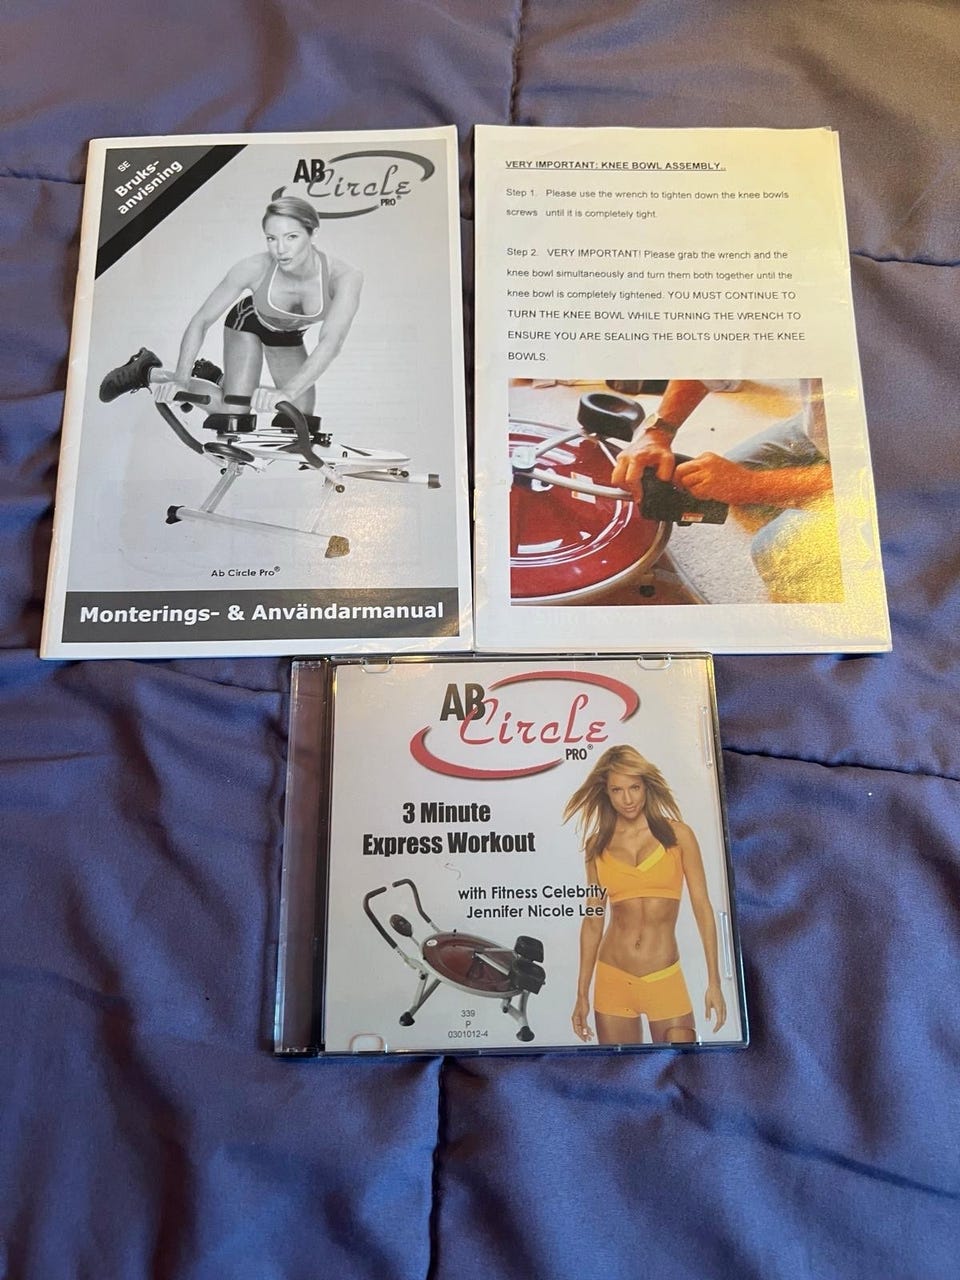 SE
Bruks-
anvisning
AB
Circle
PRO®
Ab Circle Pro®
Monterings- & Användarmanual
VERY IMPORTANT: KNEE BOWL ASSEMBLY..
Step 1. Please use the wrench to tighten down the knee bowls
screws until it is completely tight.
Step 2. VERY IMPORTANT! Please grab the wrench and the
knee bowl simultaneously and turn them both together until the
knee bowl is completely tightened. YOU MUST CONTINUE TO
TURN THE KNEE BOWL WHILE TURNING THE WRENCH TO
ENSURE YOU ARE SEALING THE BOLTS UNDER THE KNEE
BOWLS.
AB
Circle
PRO®
3 Minute
Express Workout
with Fitness Celebrity
Jennifer Nicole Lee
339
P
0301012-4